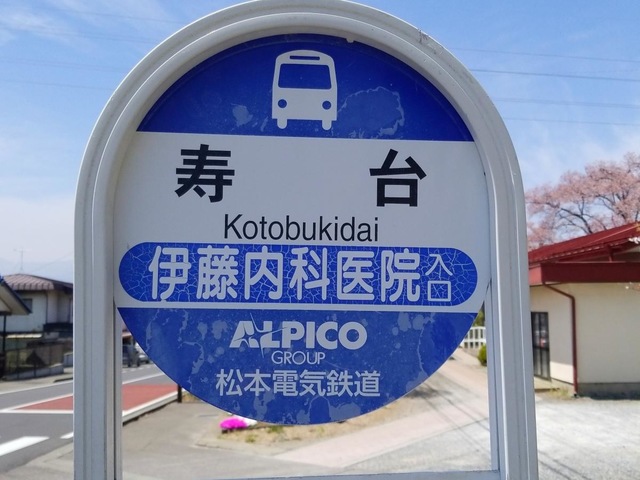 寿台
Kotobukidai
伊藤内科医院入口
ALPICO
GROUP
松本電気鉄道